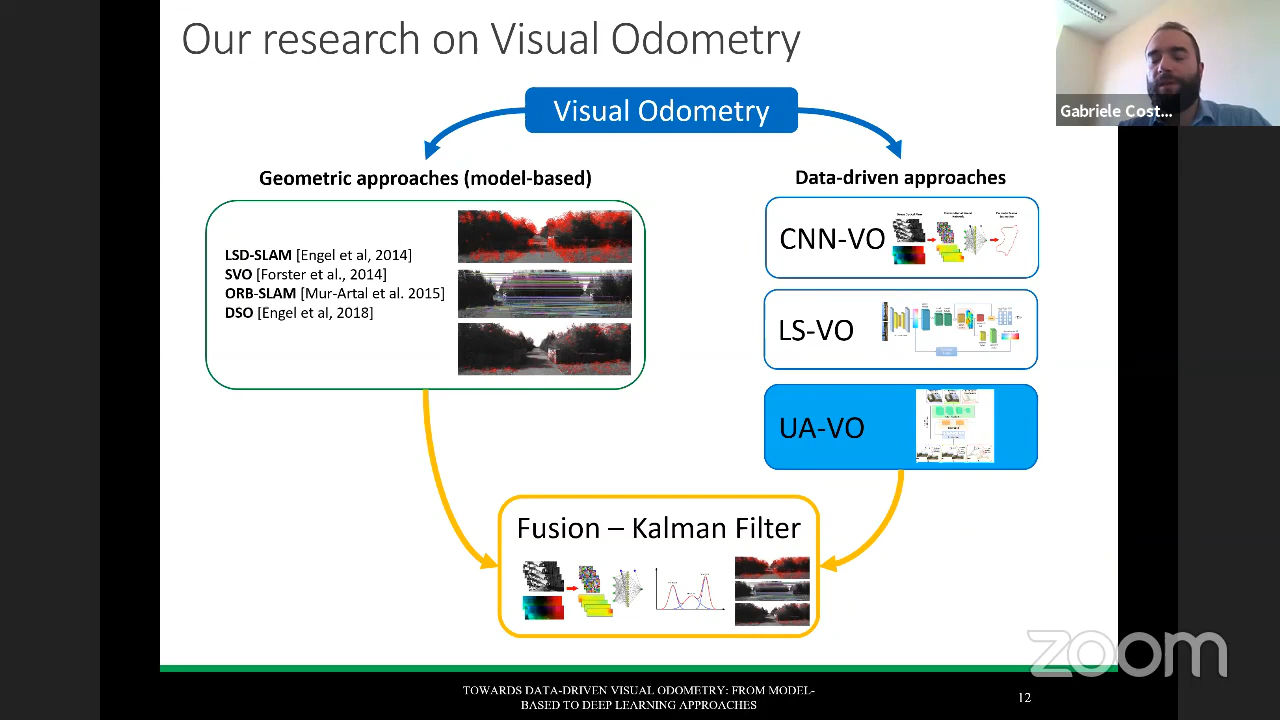 Our research on Visual Odometry
Gabriele Cost...
Visual Odometry
Geometric approaches (model-based)
Data-driven approaches
LSD-SLAM [Engel et al, 2014]
SVO [Forster et al., 2014]
ORB-SLAM [Mur-Artal et al. 2015]
DSO [Engel et al, 2018]
CNN-VO
LS-VO
UA-VO
Fusion – Kalman Filter
zoom
TOWARDS DATA-DRIVEN VISUAL ODOMETRY: FROM MODEL-
BASED TO DEEP LEARNING APPROACHES
12